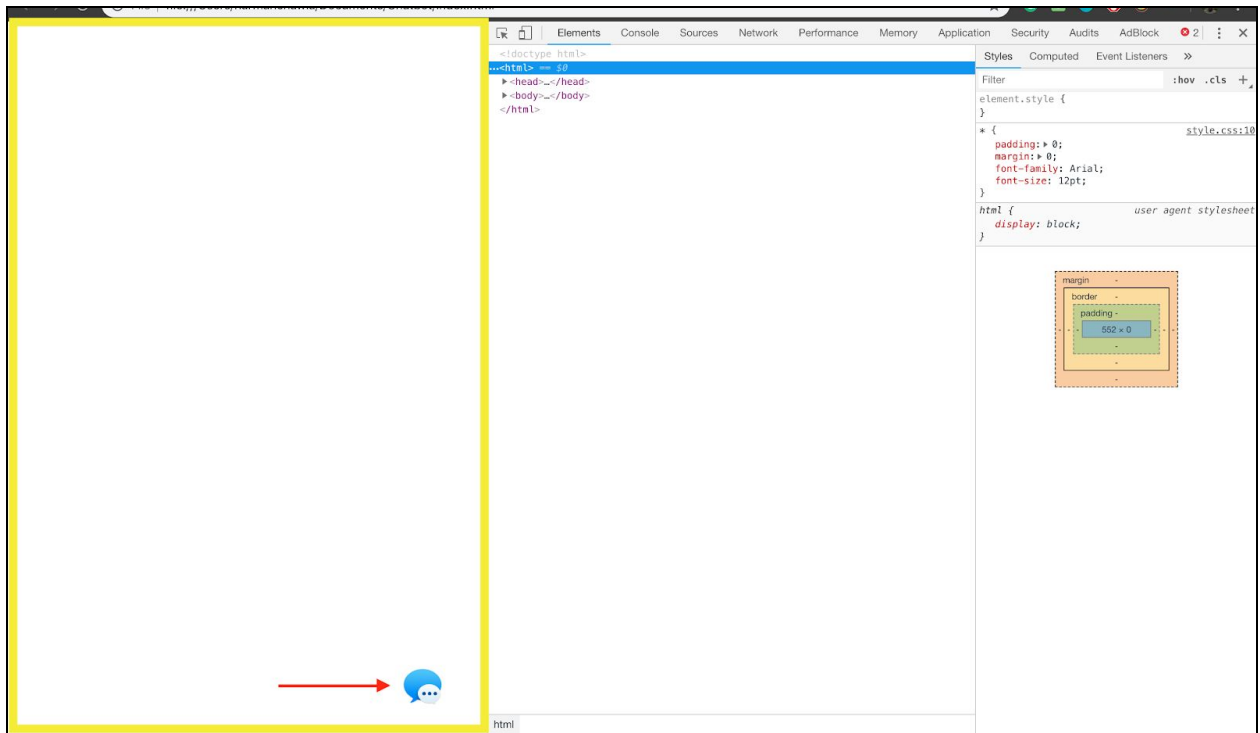 Elements Console Sources Network Performance Memory Application Security Audits AdBlock 2
<!doctype html>
...<html> == $0
<head>…</head>
<body>…</body>
</html>
html
Styles Computed Event Listeners »
Filter :hov .cls +
element.style {
}
* { style.css:10
padding: 0;
margin: 0;
font-family: Arial;
font-size: 12pt;
}
html { user agent stylesheet
display: block;
}
margin -
border -
padding -
- - - 552 × 0 - - -
-
-
-